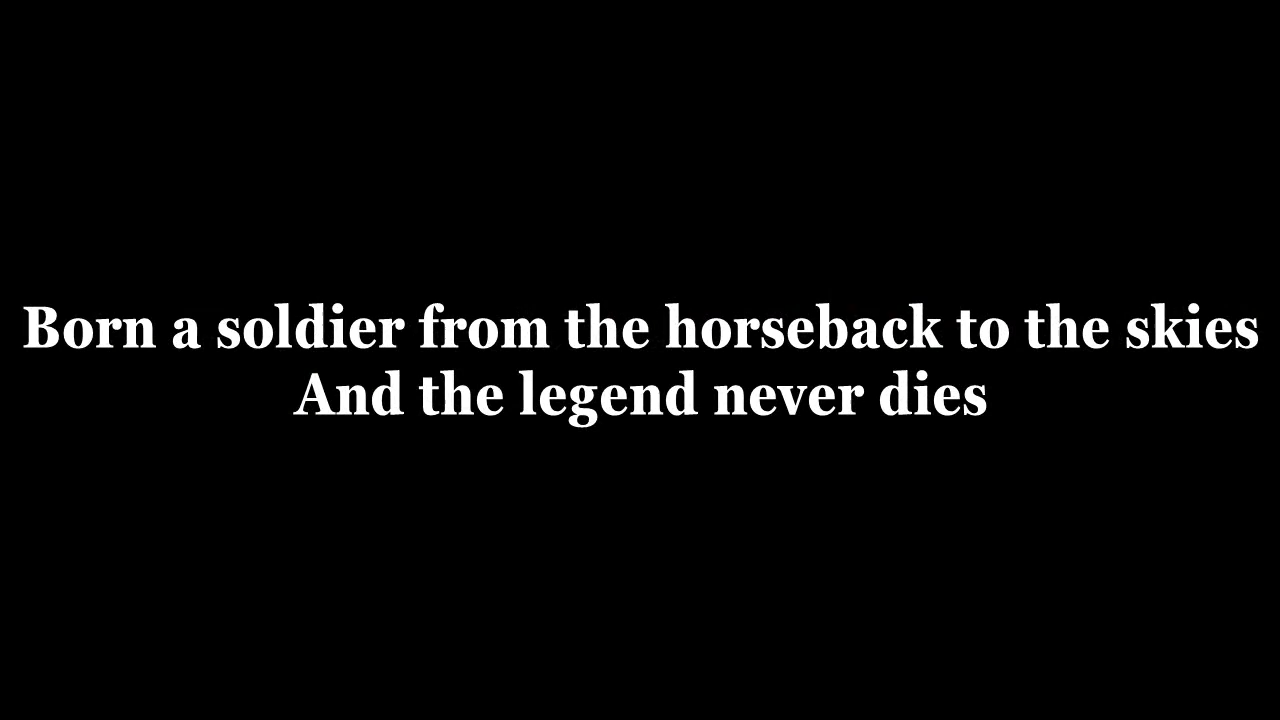 Born a soldier from the horseback to the skies
And the legend never dies